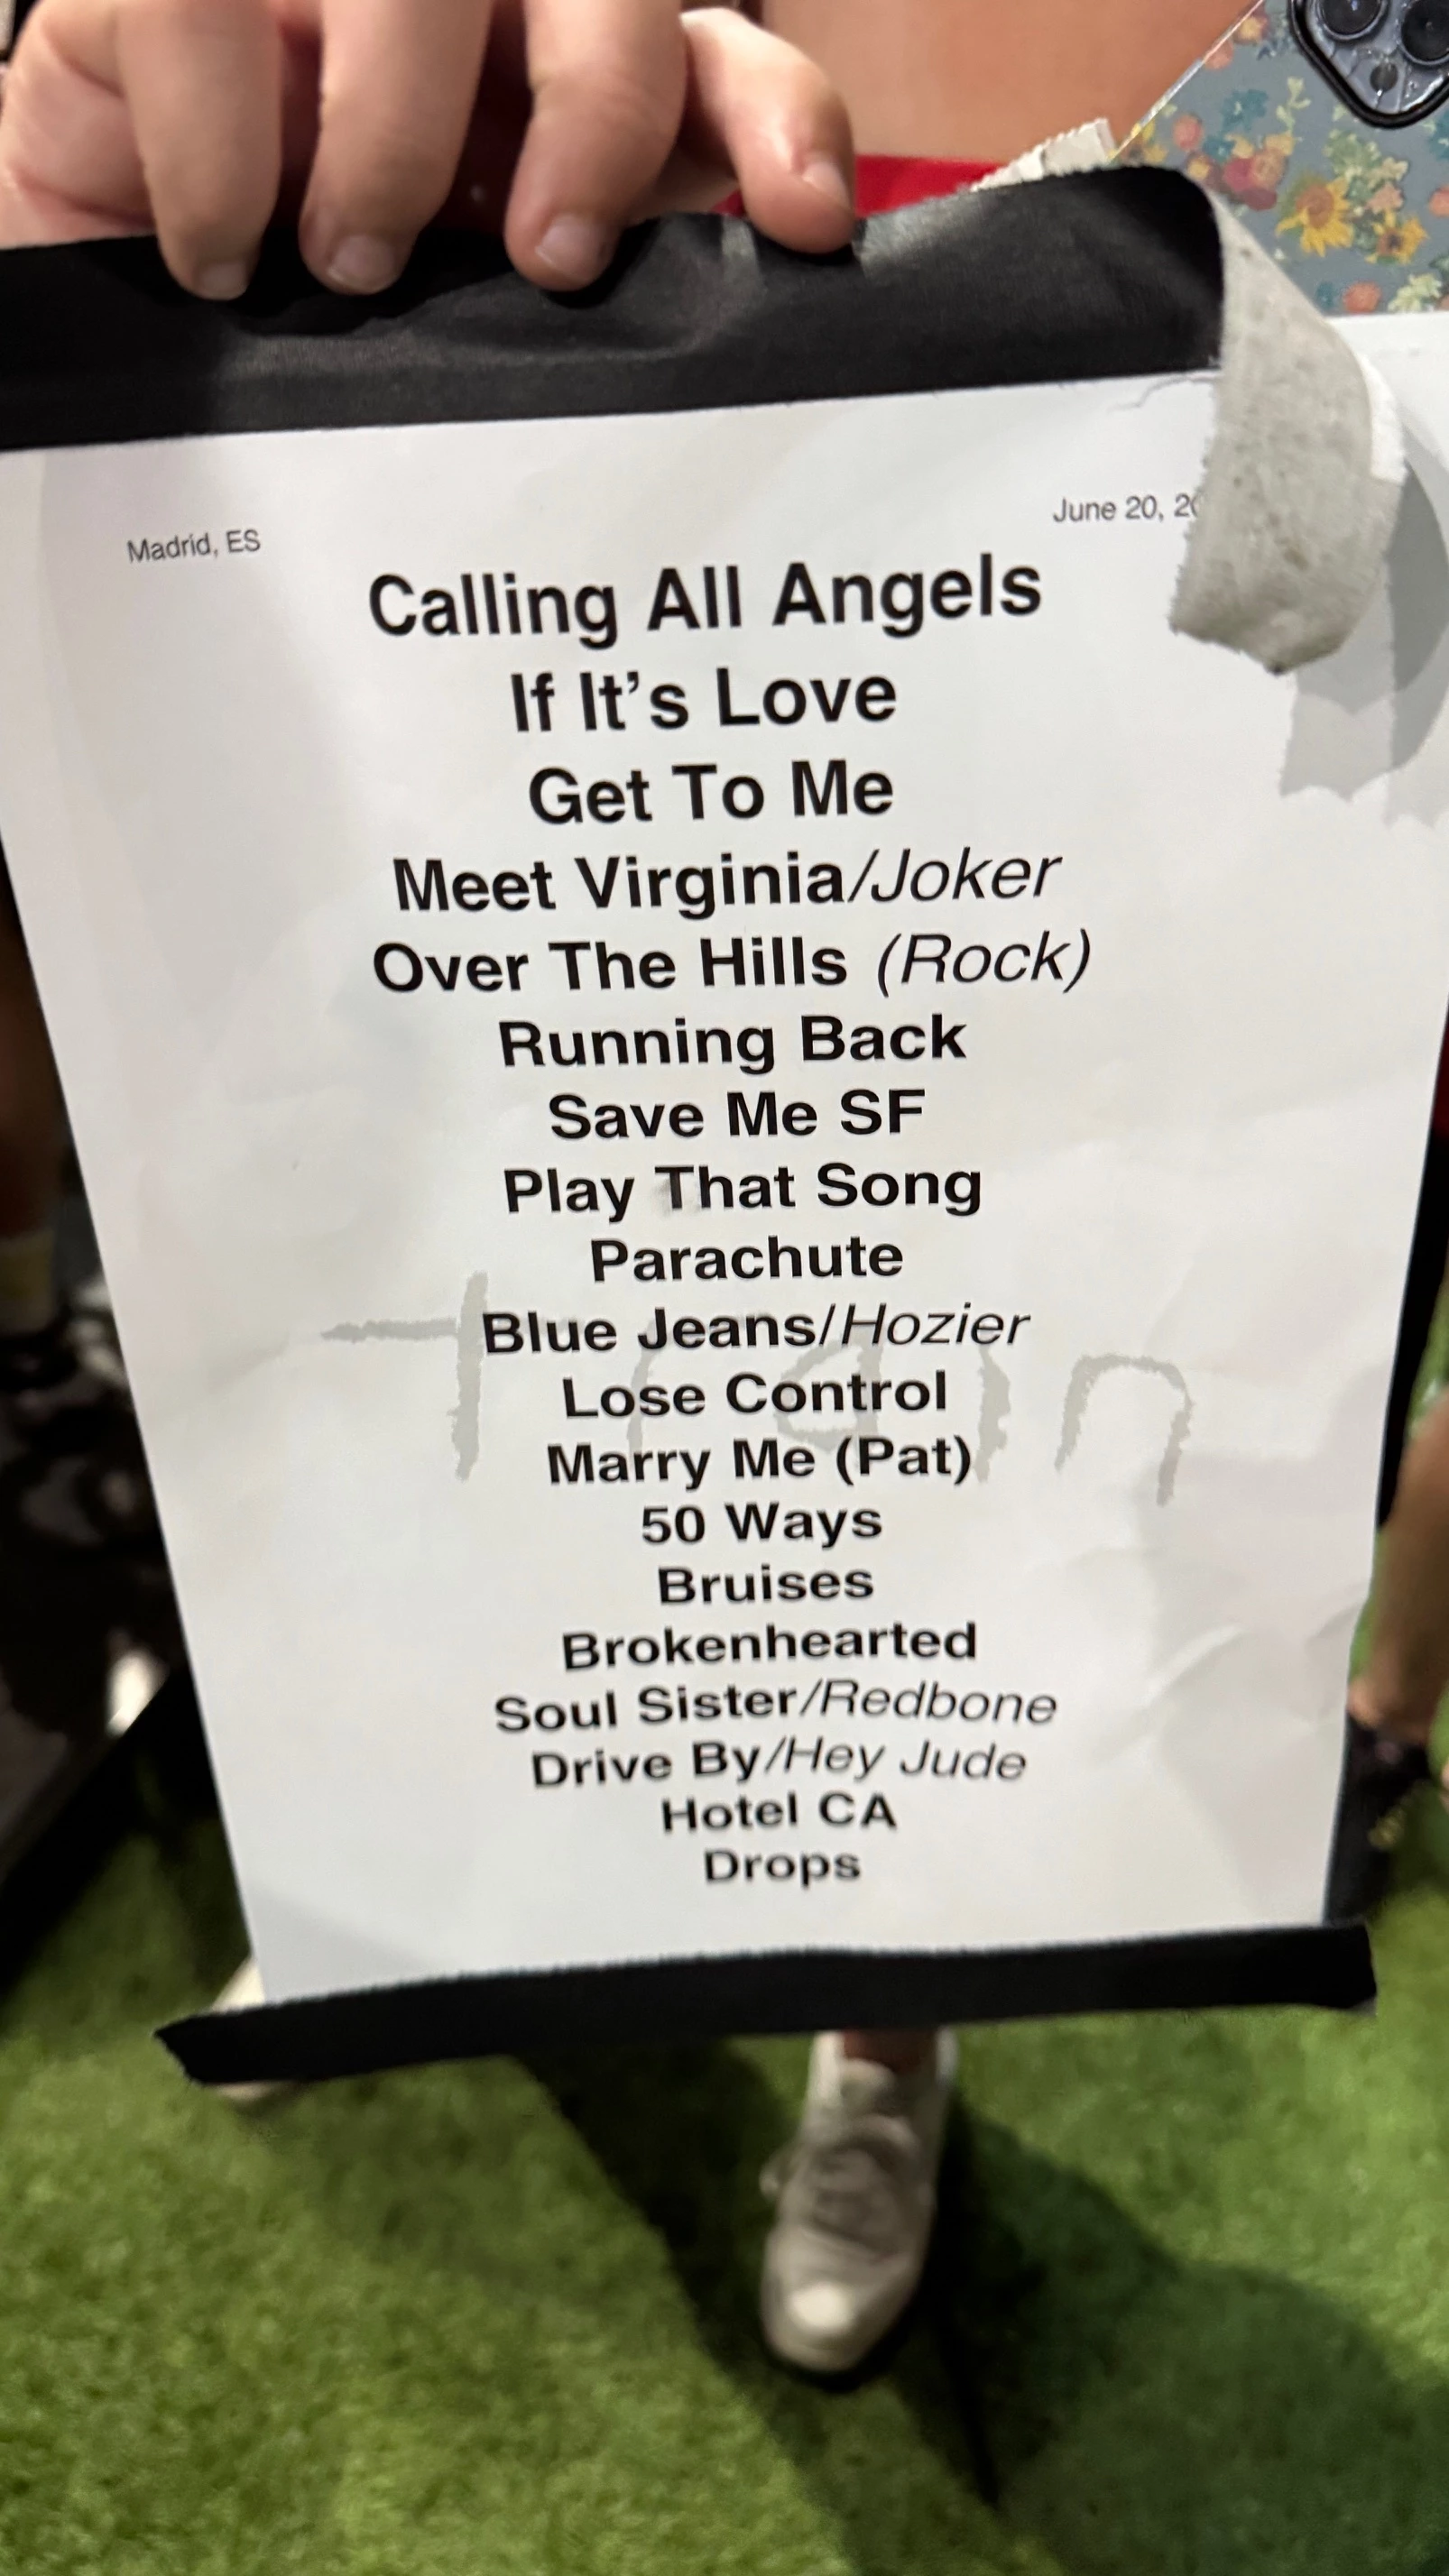 Madrid, ES
June 20, 20
Calling All Angels
If It's Love
Get To Me
Meet Virginia/Joker
Over The Hills (Rock)
Running Back
Save Me SF
Play That Song
Parachute
Blue Jeans/Hozier
Lose Control
Marry Me (Pat)
50 Ways
Bruises
Brokenhearted
Soul Sister/Redbone
Drive By/Hey Jude
Hotel CA
Drops
Train